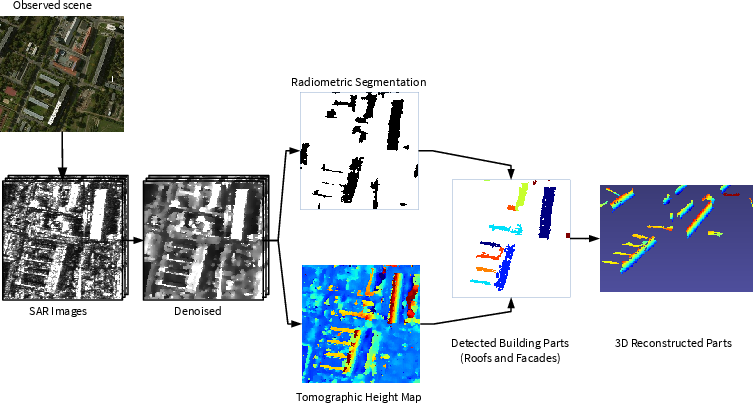 Observed scene
Radiometric Segmentation
SAR Images
Denoised
Tomographic Height Map
Detected Building Parts
(Roofs and Facades)
3D Reconstructed Parts